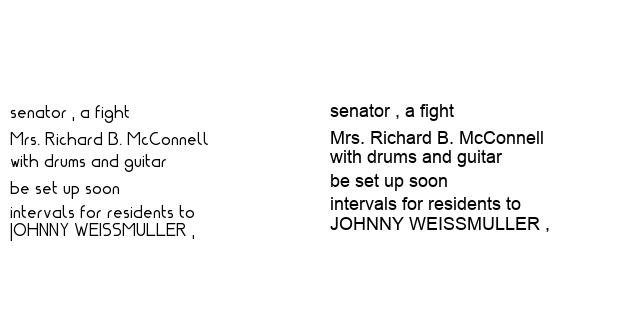 senator , a fight
Mrs. Richard B. McConnell
with drums and guitar
be set up soon
intervals for residents to
JOHNNY WEISSMULLER ,
senator , a fight
Mrs. Richard B. McConnell
with drums and guitar
be set up soon
intervals for residents to
JOHNNY WEISSMULLER ,